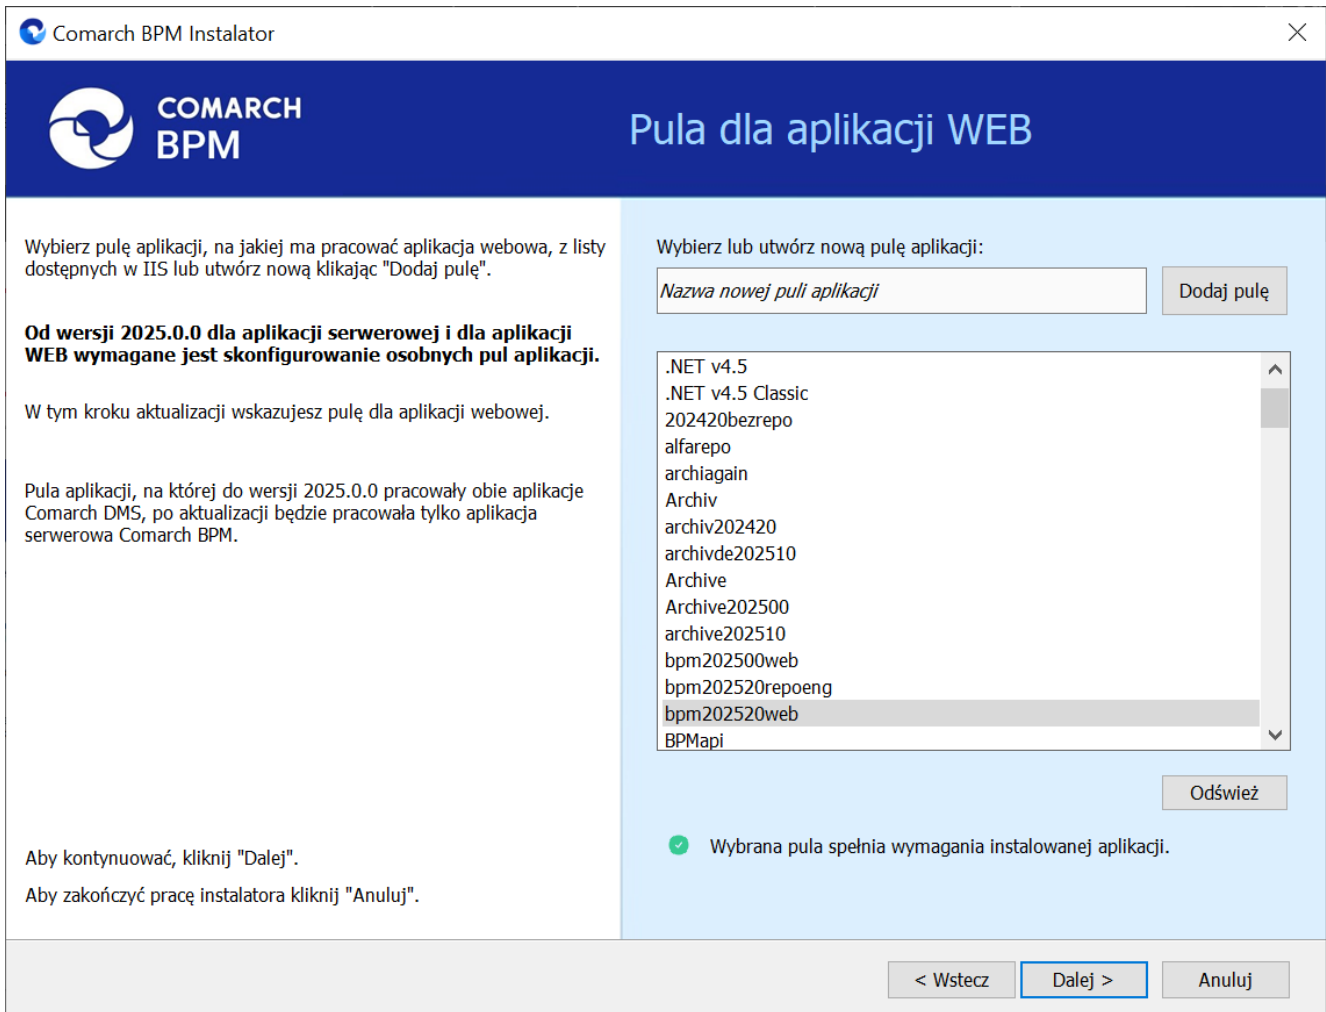 Comarch BPM Instalator
COMARCH
BPM
Pula dla aplikacji WEB
Wybierz pulę aplikacji, na jakiej ma pracować aplikacja webowa, z listy
dostępnych w IIS lub utwórz nową klikając "Dodaj pulę".
Od wersji 2025.0.0 dla aplikacji serwerowej i dla aplikacji
WEB wymagane jest skonfigurowanie osobnych pul aplikacji.
W tym kroku aktualizacji wskazujesz pulę dla aplikacji webowej.
Pula aplikacji, na której do wersji 2025.0.0 pracowały obie aplikacje
Comarch DMS, po aktualizacji będzie pracowała tylko aplikacja
serwerowa Comarch BPM.
Aby kontynuować, kliknij "Dalej".
Aby zakończyć pracę instalatora kliknij "Anuluj".
Wybierz lub utwórz nową pulę aplikacji:
Nazwa nowej puli aplikacji
Dodaj pulę
.NET v4.5
.NET v4.5 Classic
202420bezrepo
alfarepo
archiagain
Archiv
archiv202420
archivde202510
Archive
Archive202500
archive202510
bpm202500web
bpm202520repoeng
bpm202520web
BPMapi
Odśwież
Wybrana pula spełnia wymagania instalowanej aplikacji.
< Wstecz
Dalej >
Anuluj